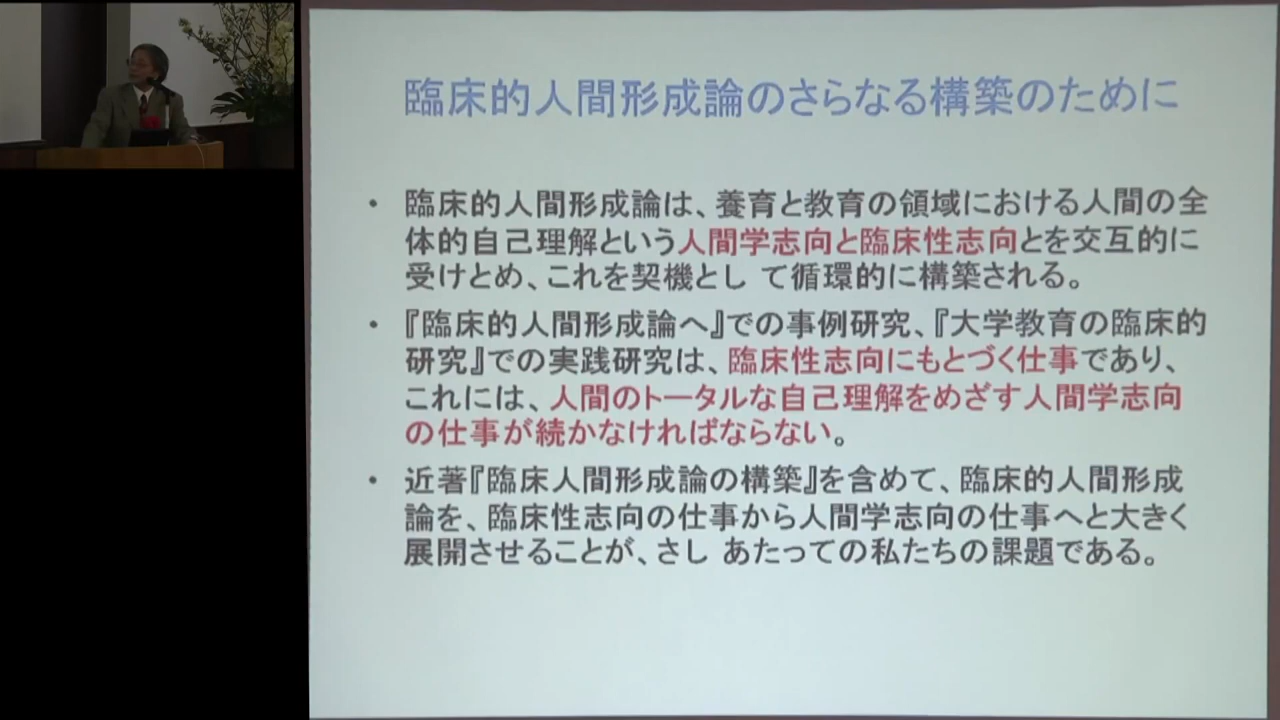 臨床的人間形成論のさらなる構築のために
• 臨床的人間形成論は、養育と教育の領域における人間の全
体的自己理解という人間学志向と臨床性志向とを交互的に
受けとめ、これを契機とし て循環的に構築される。
• 『臨床的人間形成論へ』での事例研究、『大学教育の臨床的
研究』での実践研究は、臨床性志向にもとづく仕事であり、
これには、人間のトータルな自己理解をめざす人間学志向
の仕事が続かなければならない。
• 近著『臨床人間形成論の構築』を含めて、臨床的人間形成
論を、臨床性志向の仕事から人間学志向の仕事へと大きく
展開させることが、さし あたっての私たちの課題である。